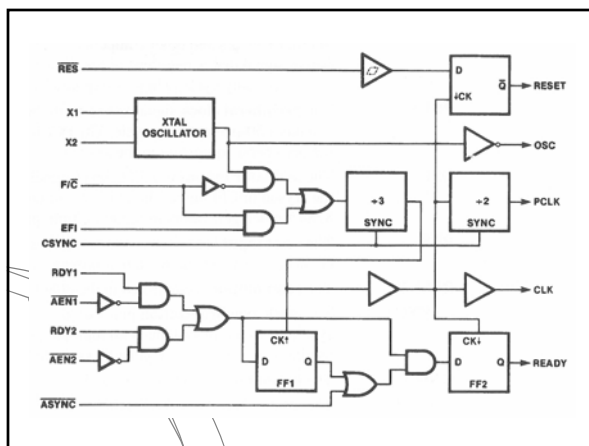 RES
D
Q
RESET
↓CK
X1
XTAL
OSCILLATOR
X2
OSC
F/C
÷3
SYNC
÷2
SYNC
PCLK
EFI
CSYNC
RDY1
AEN1
CLK
RDY2
AEN2
CK↑
D
Q
FF1
CK↓
D
Q
FF2
READY
ASYNC